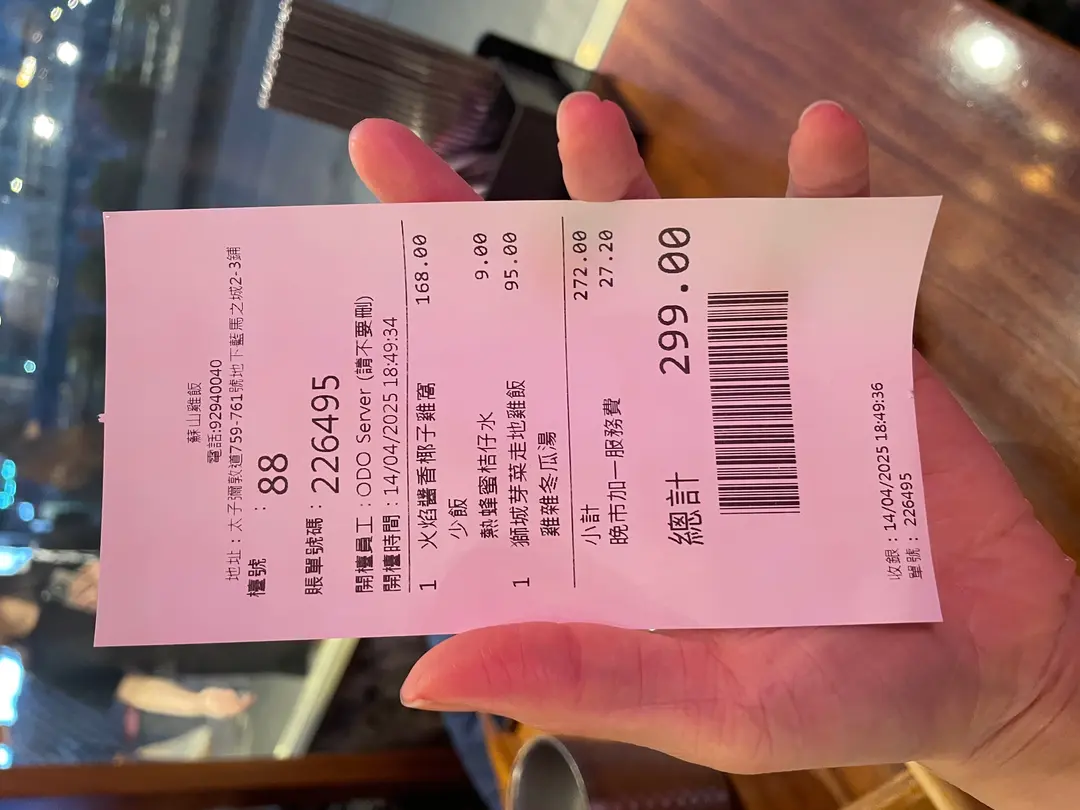 蘇山雞飯
電話:92940040
地址：太子彌敦道759-761號地下藍馬之城2-3鋪
檯號 : 88
賬單號碼：226495
開檯員工：ODO Server (請不要刪)
開檯時間：14/04/2025 18:49:34
1 火焰醬香椰子雞窩 168.00
少飯
熱蜂蜜桔仔水 9.00
1 獅城芽菜走地雞飯 95.00
雞雜冬瓜湯
小計 272.00
晚市加一服務費 27.20
總計 299.00
收銀：14/04/2025 18:49:36
單號：226495